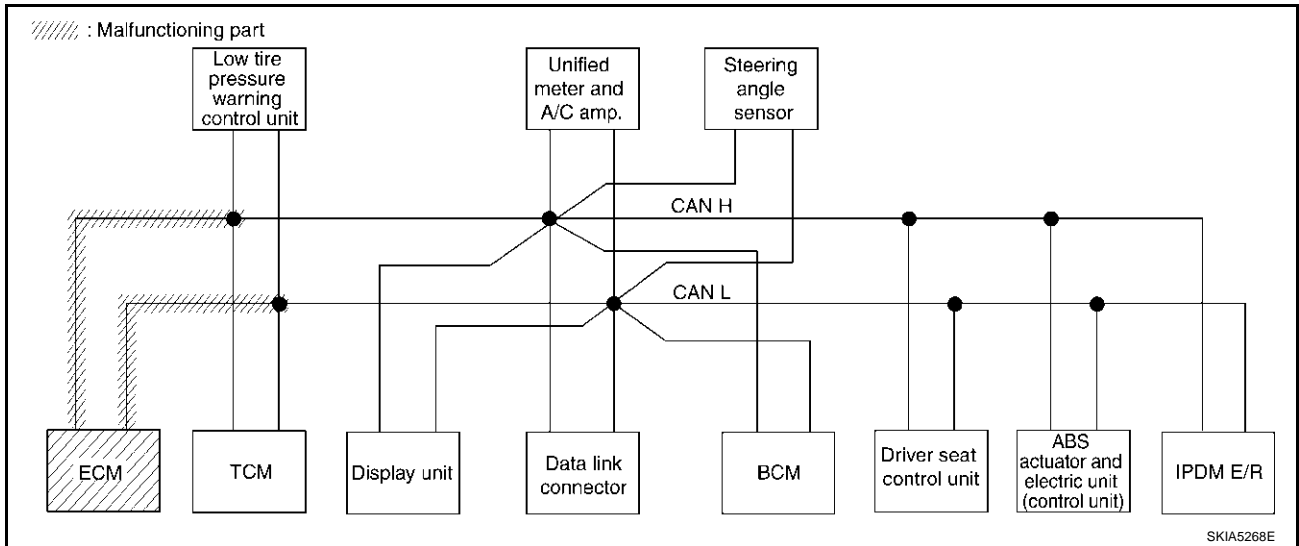 : Malfunctioning part
Low tire
pressure
warning
control unit
Unified
meter and
A/C amp.
Steering
angle
sensor
CAN H
CAN L
ECM
TCM
Display unit
Data link
connector
BCM
Driver seat
control unit
ABS
actuator and
electric unit
(control unit)
IPDM E/R
SKIA5268E